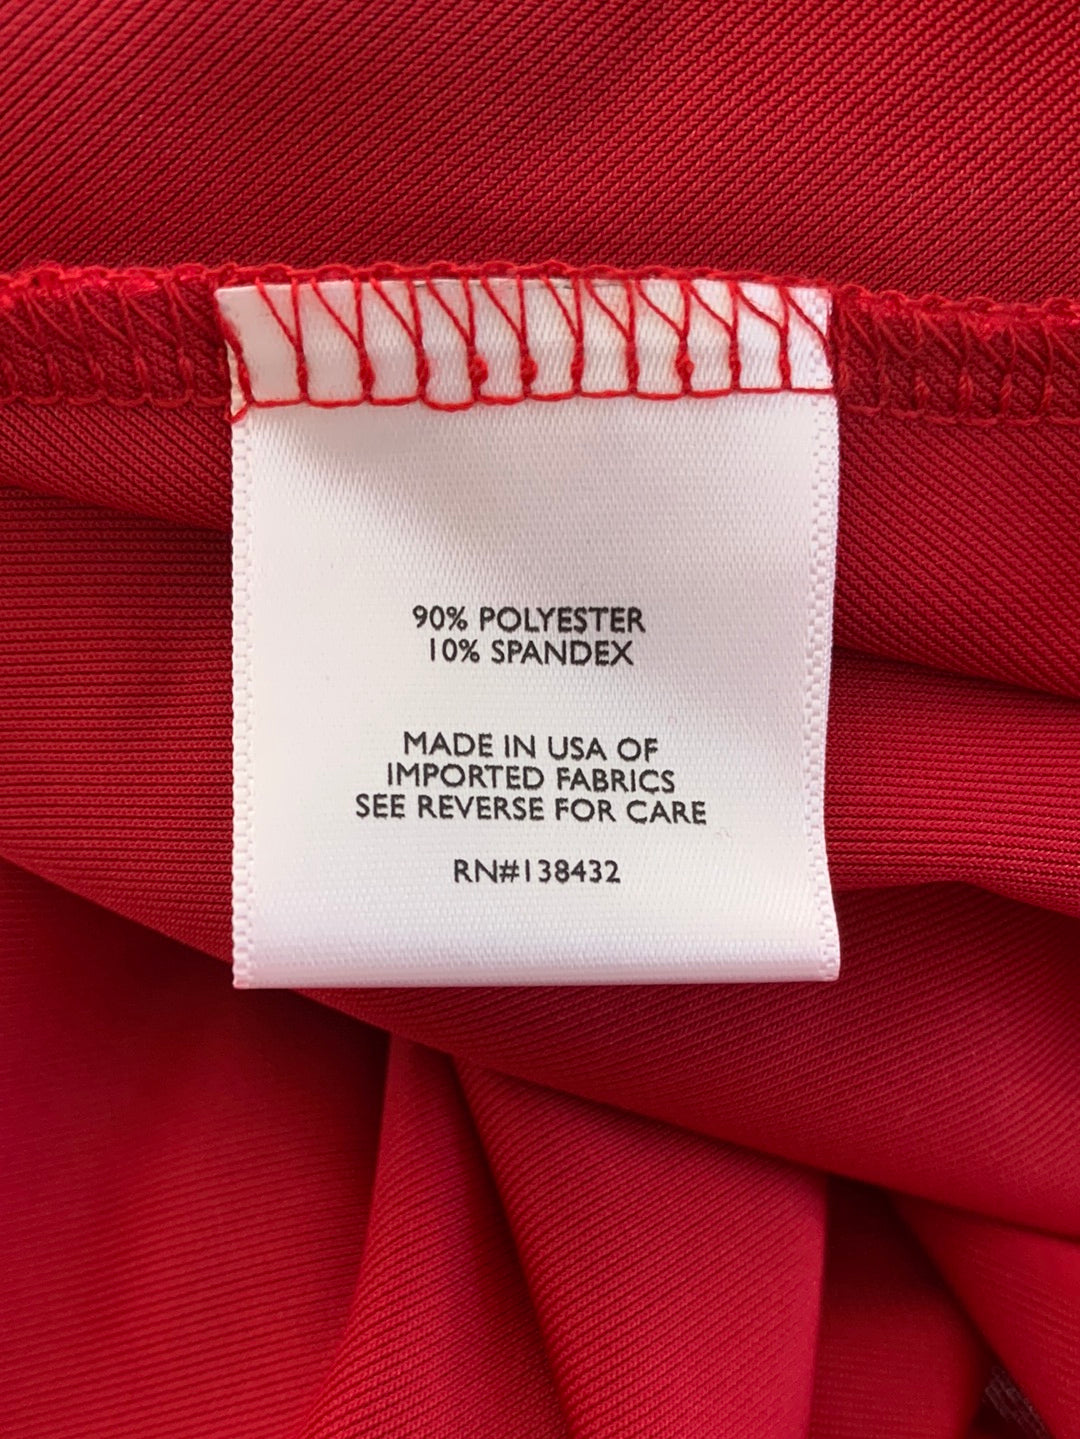 90% POLYESTER
10% SPANDEX
MADE IN USA OF
IMPORTED FABRICS
SEE REVERSE FOR CARE
RN#138432